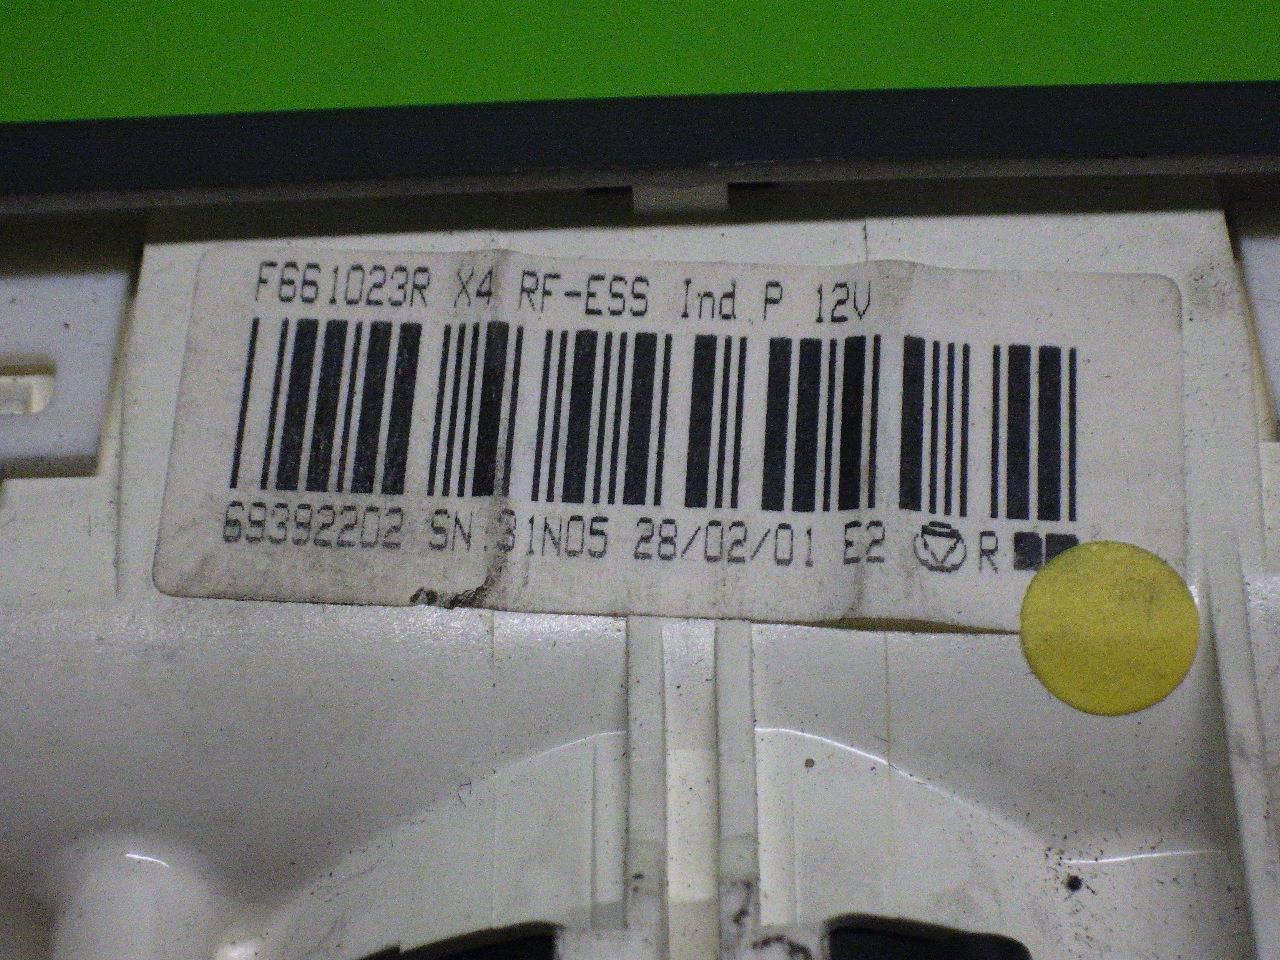 F661023R X4 RF-ESS Ind P 12V
69392202 SN 31N05 28/02/01 E2 R